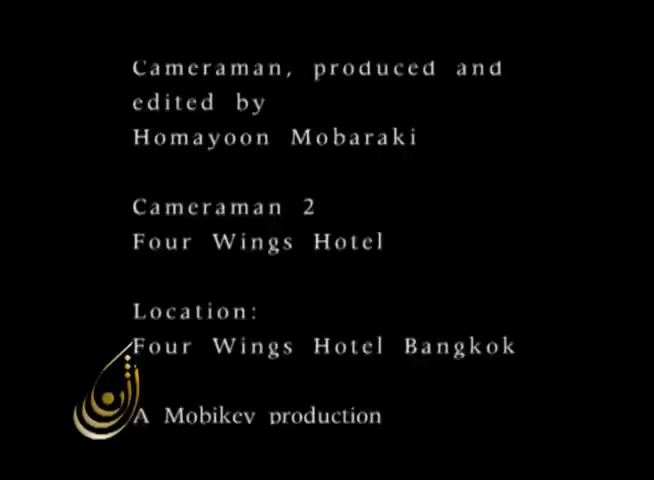 Cameraman, produced and
edited by
Homayoon Mobaraki
Cameraman 2
Four Wings Hotel
Location:
Four Wings Hotel Bangkok
A Mobikey production